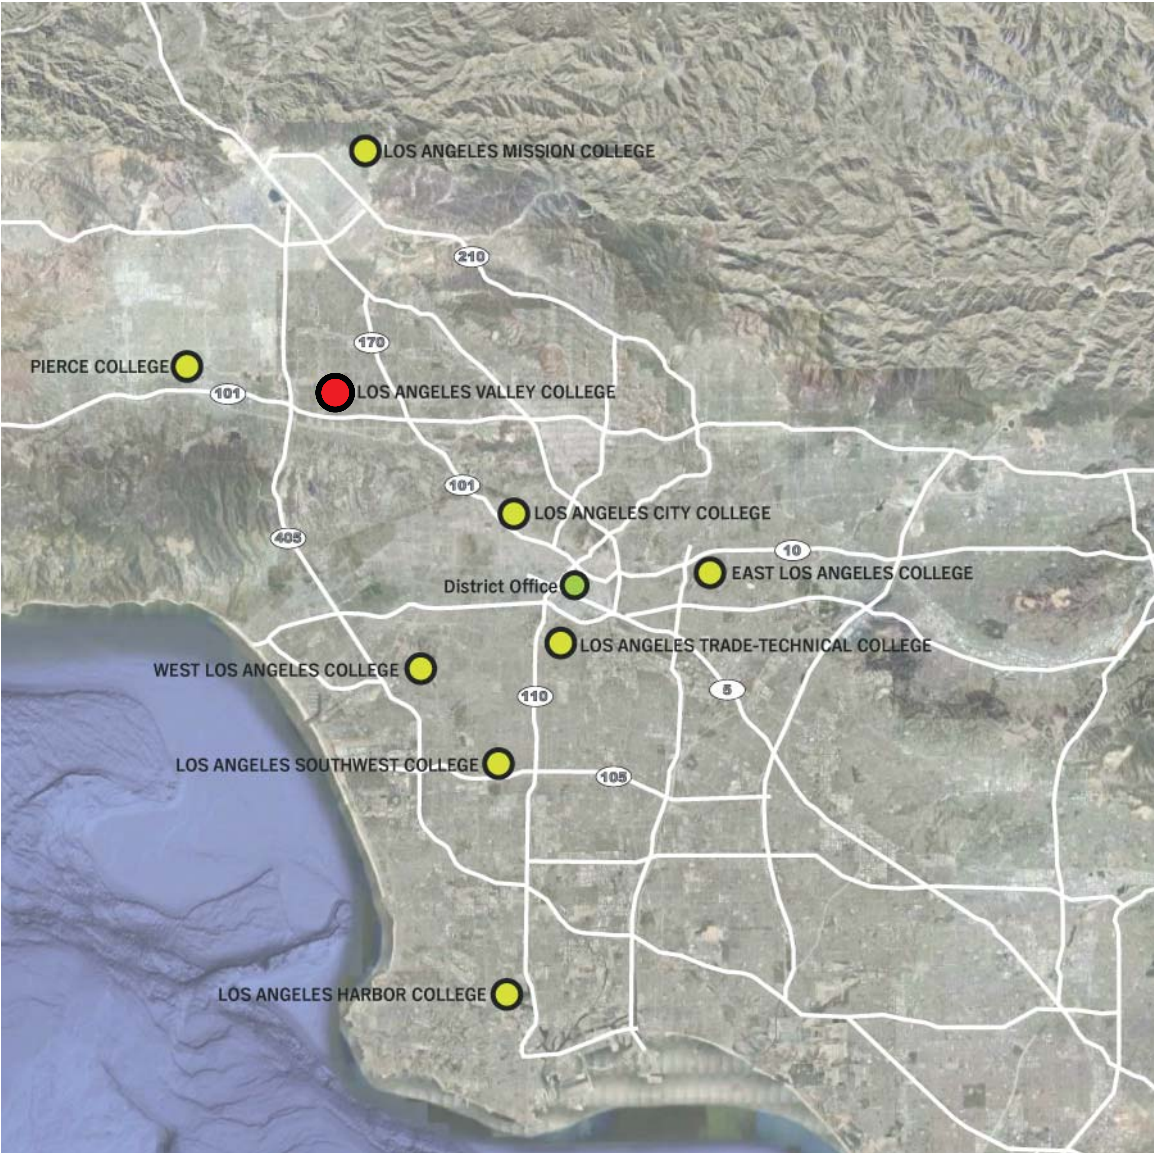 LOS ANGELES MISSION COLLEGE
210
170
PIERCE COLLEGE
101
LOS ANGELES VALLEY COLLEGE
101
LOS ANGELES CITY COLLEGE
405
10
EAST LOS ANGELES COLLEGE
District Office
LOS ANGELES TRADE-TECHNICAL COLLEGE
WEST LOS ANGELES COLLEGE
5
110
LOS ANGELES SOUTHWEST COLLEGE
105
LOS ANGELES HARBOR COLLEGE